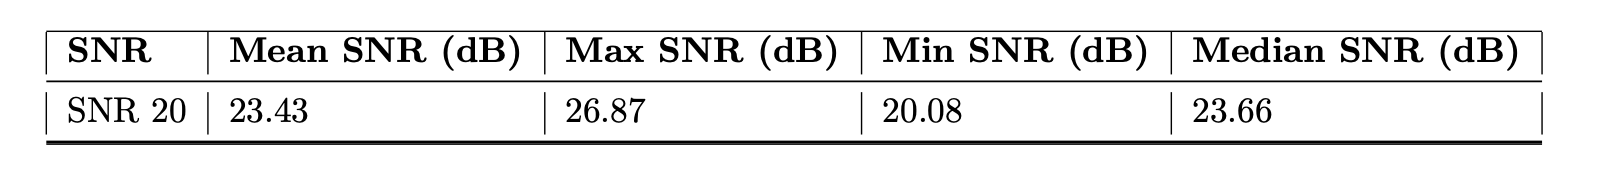 SNR Mean SNR (dB) Max SNR (dB) Min SNR (dB) Median SNR (dB)
SNR 20 23.43 26.87 20.08 23.66